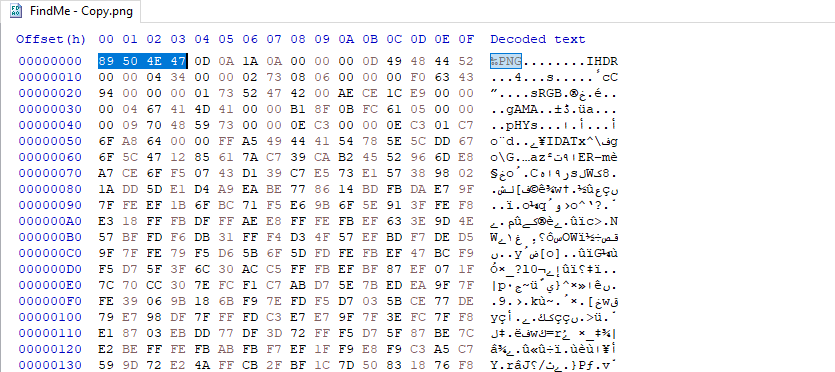 FindMe - Copy.png
Offset(h) 00 01 02 03 04 05 06 07 08 09 0A 0B 0C 0D 0E 0F Decoded text
00000000 89 50 4E 47 0D 0A 1A 0A 00 00 00 0D 49 48 44 52 ‰PNG........IHDR
00000010 00 00 04 34 00 00 02 73 08 06 00 00 00 F0 63 43 ...4...s.....ًcC
00000020 94 00 00 00 01 73 52 47 42 00 AE CE 1C E9 00 00 ”....sRGB.®خ.é..
00000030 00 04 67 41 4D 41 00 00 B1 8F 0B FC 61 05 00 00 ..gAMA..±ڈ.üa...
00000040 00 09 70 48 59 73 00 00 0E C3 00 00 0E C3 01 C7 ..pHYs...أ...أ.ا
00000050 6F A8 64 00 00 FF A5 49 44 41 54 78 5E 5C DD 67 o¨d..ے¥IDATx^\فg
00000060 6F 5C 47 12 85 61 7A C7 39 CA B2 45 52 96 6D E8
00000070 A7 CE 6F F5 07 43 D1 39 C7 E5 73 E1 57 38 98 02
00000080 1A DD 5D E1 D4 A9 EA BE 77 86 14 BD FB DA E7 9F
00000090 7F FE EF 1B 6F BC 71 F5 E6 9B 6F 5E 91 3F FE F8
000000A0 E3 18 FF FB DF FF AE E8 FF FE FB EF 63 3E 9D 4E
000000B0 57 BF FD F6 DB 31 FF F4 D3 4F 57 EF BD F7 DE D5
000000C0 9F 7F FE 79 F5 D6 5B 6F 5D FD FE FB EF 47 BC F9
000000D0 F5 D7 5F 3F 6C 30 AC C5 FF FB EF BF 87 EF 07 1F
000000E0 7C 70 CC 30 7E FC F1 C7 AB D7 5E 7B ED EA 9F 7F
000000F0 FE 39 06 9B 18 6B F9 9E FD F5 D7 03 5B CE 77 DE
00000100 79 E7 98 DF 7F FF FD C3 E7 E7 9F 7F 3E FC 7F F8
00000110 E1 87 03 EB DD 77 DF 3D 72 FF F5 D7 5F 87 BE 7C
00000120 E2 BE FF FE FB AB FB F7 EF 1F F9 E8 F9 C3 A5 C7
00000130 59 9D 72 E2 4A FF CB 2F BF 1C 7D 50 83 18 76 F8